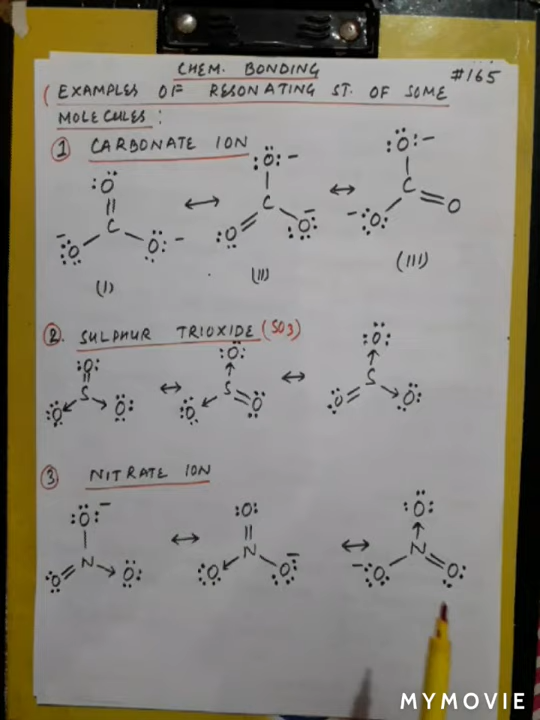 CHEM. BONDING
#165
(EXAMPLES OF RESONATING ST. OF SOME
MOLECULES:
① CARBONATE ION
:Ö: :Ö:- :Ö:-
|| | |
C ↔ C ↔ C
-:Ö: :Ö:- :O: :Ö:- -:Ö: O
(I) (II) (III)
②. SULPHUR TRIOXIDE (SO3)
:O: :Ö: :Ö:
S ↔ S ↔ S
:O: :O: :O: :O: :O: :O:
③ NITRATE ION
:Ö:- :O: :Ö:
N ↔ N ↔ N
:O: :O: :O: :O:- -:O: :O:
MYMOVIE